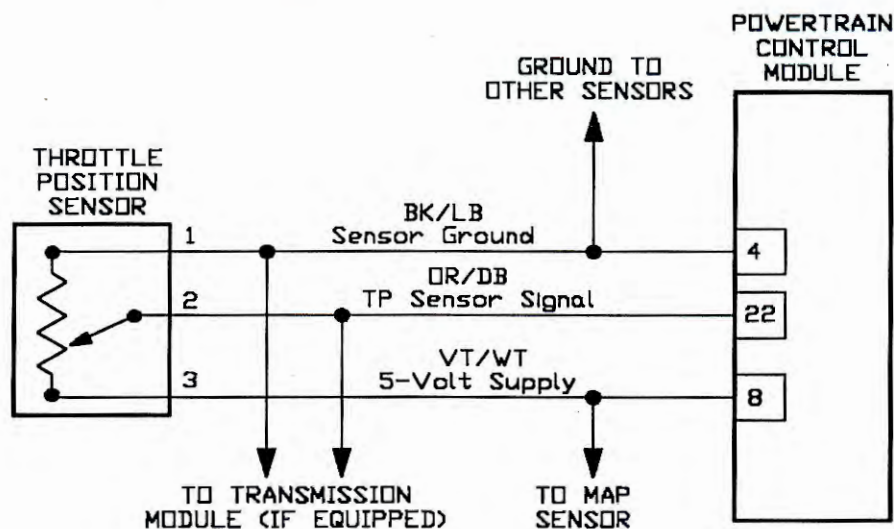 POWERTRAIN
CONTROL
MODULE
GROUND TO
OTHER SENSORS
THROTTLE
POSITION
SENSOR
1
BK/LB
Sensor Ground
4
2
OR/DB
TP Sensor Signal
22
3
VT/WT
5-Volt Supply
8
TO TRANSMISSION
MODULE (IF EQUIPPED)
TO MAP
SENSOR